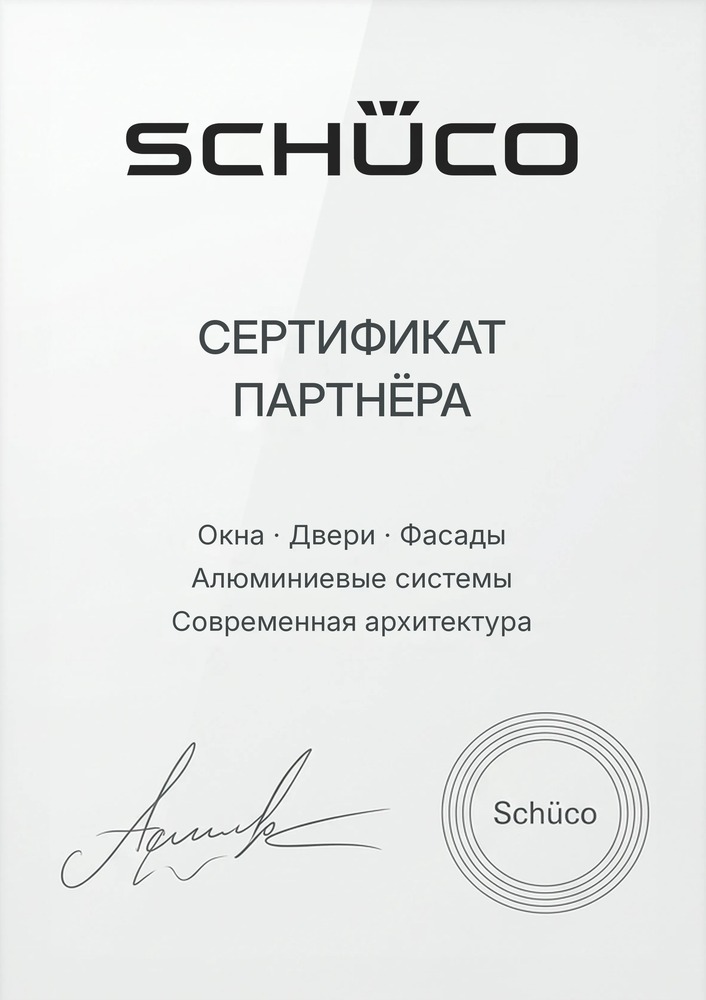 SCHÜCO
СЕРТИФИКАТ
ПАРТНЁРА
Окна · Двери · Фасады
Алюминиевые системы
Современная архитектура
Schüco